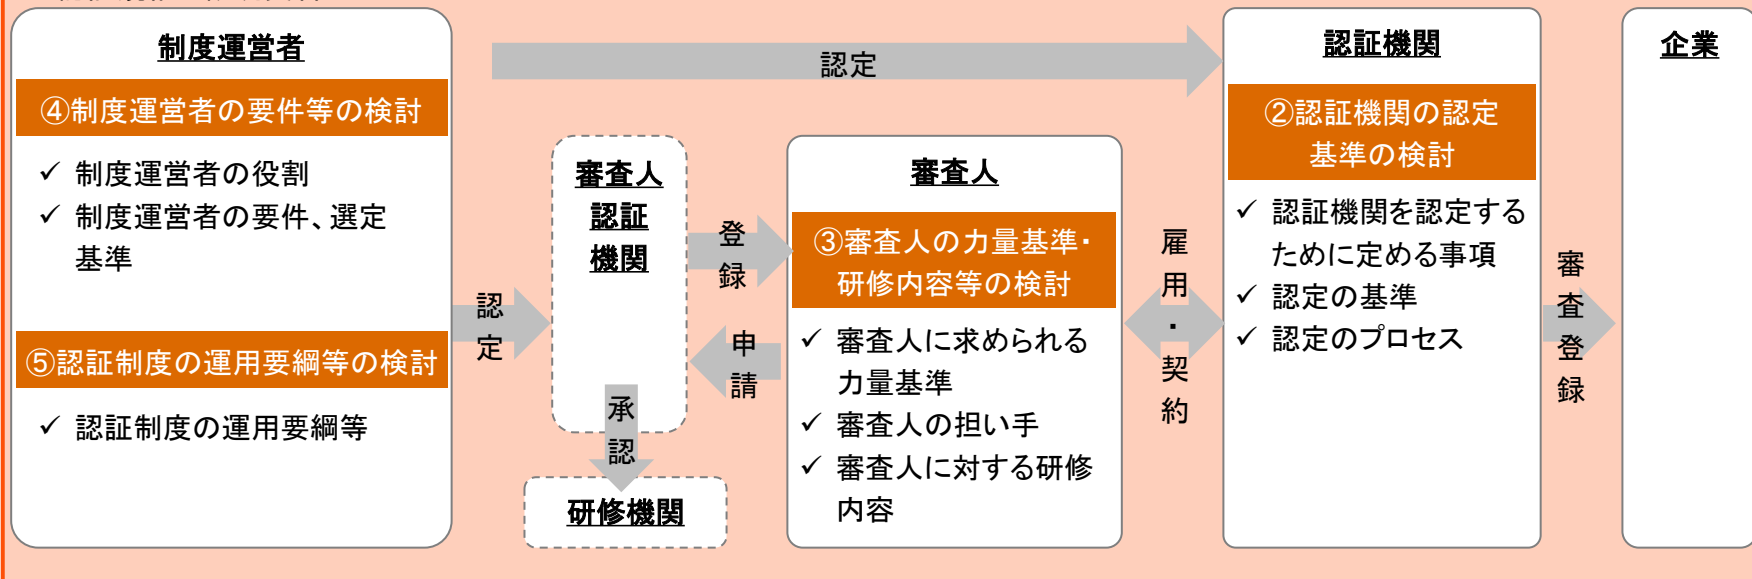 制度運営者
④制度運営者の要件等の検討
✓ 制度運営者の役割
✓ 制度運営者の要件、選定
基準
⑤認証制度の運用要綱等の検討
✓ 認証制度の運用要綱等
認定
認定
審査人
認証
機関
承認
研修機関
登録
申請
審査人
③審査人の力量基準・
研修内容等の検討
✓ 審査人に求められる
力量基準
✓ 審査人の担い手
✓ 審査人に対する研修
内容
雇用・契約
認証機関
②認証機関の認定
基準の検討
✓ 認証機関を認定する
ために定める事項
✓ 認定の基準
✓ 認定のプロセス
審査登録
企業